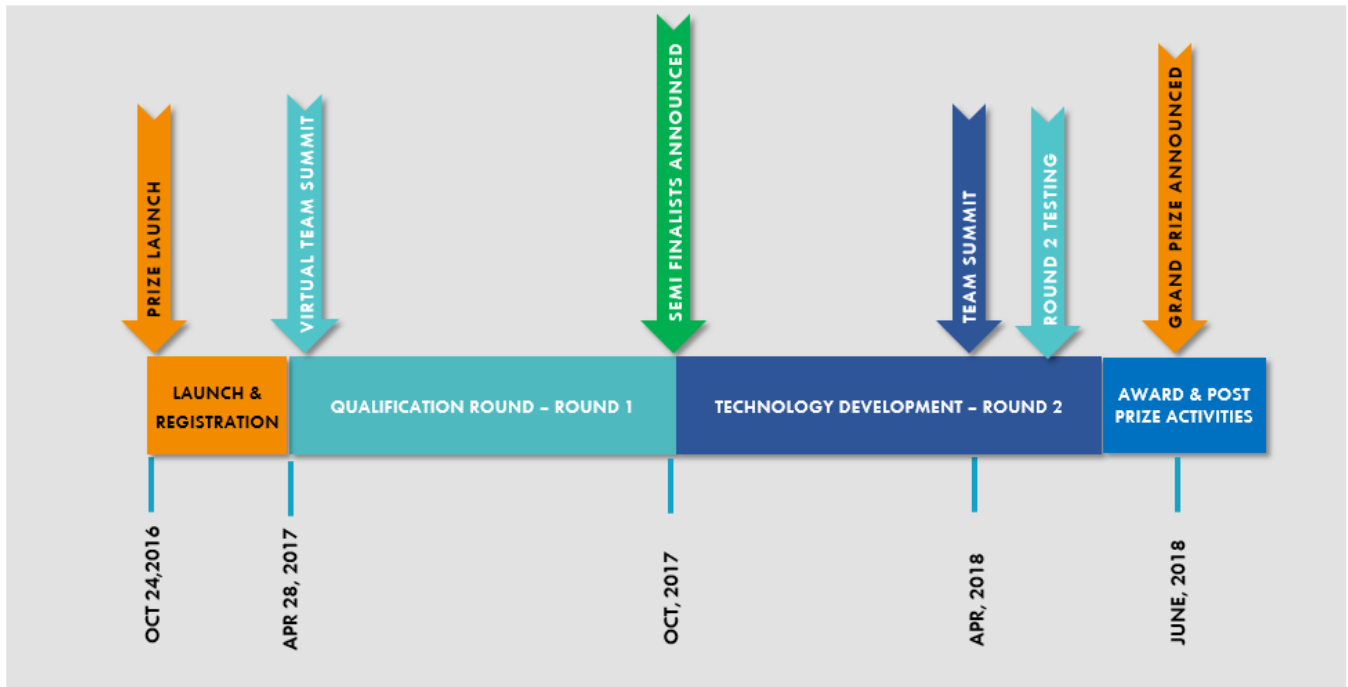 PRIZE LAUNCH
VIRTUAL TEAM SUMMIT
SEMI FINALISTS ANNOUNCED
TEAM SUMMIT
ROUND 2 TESTING
GRAND PRIZE ANNOUNCED
LAUNCH &
REGISTRATION
QUALIFICATION ROUND – ROUND 1
TECHNOLOGY DEVELOPMENT – ROUND 2
AWARD & POST
PRIZE ACTIVITIES
OCT 24,2016
APR 28, 2017
OCT, 2017
APR, 2018
JUNE, 2018